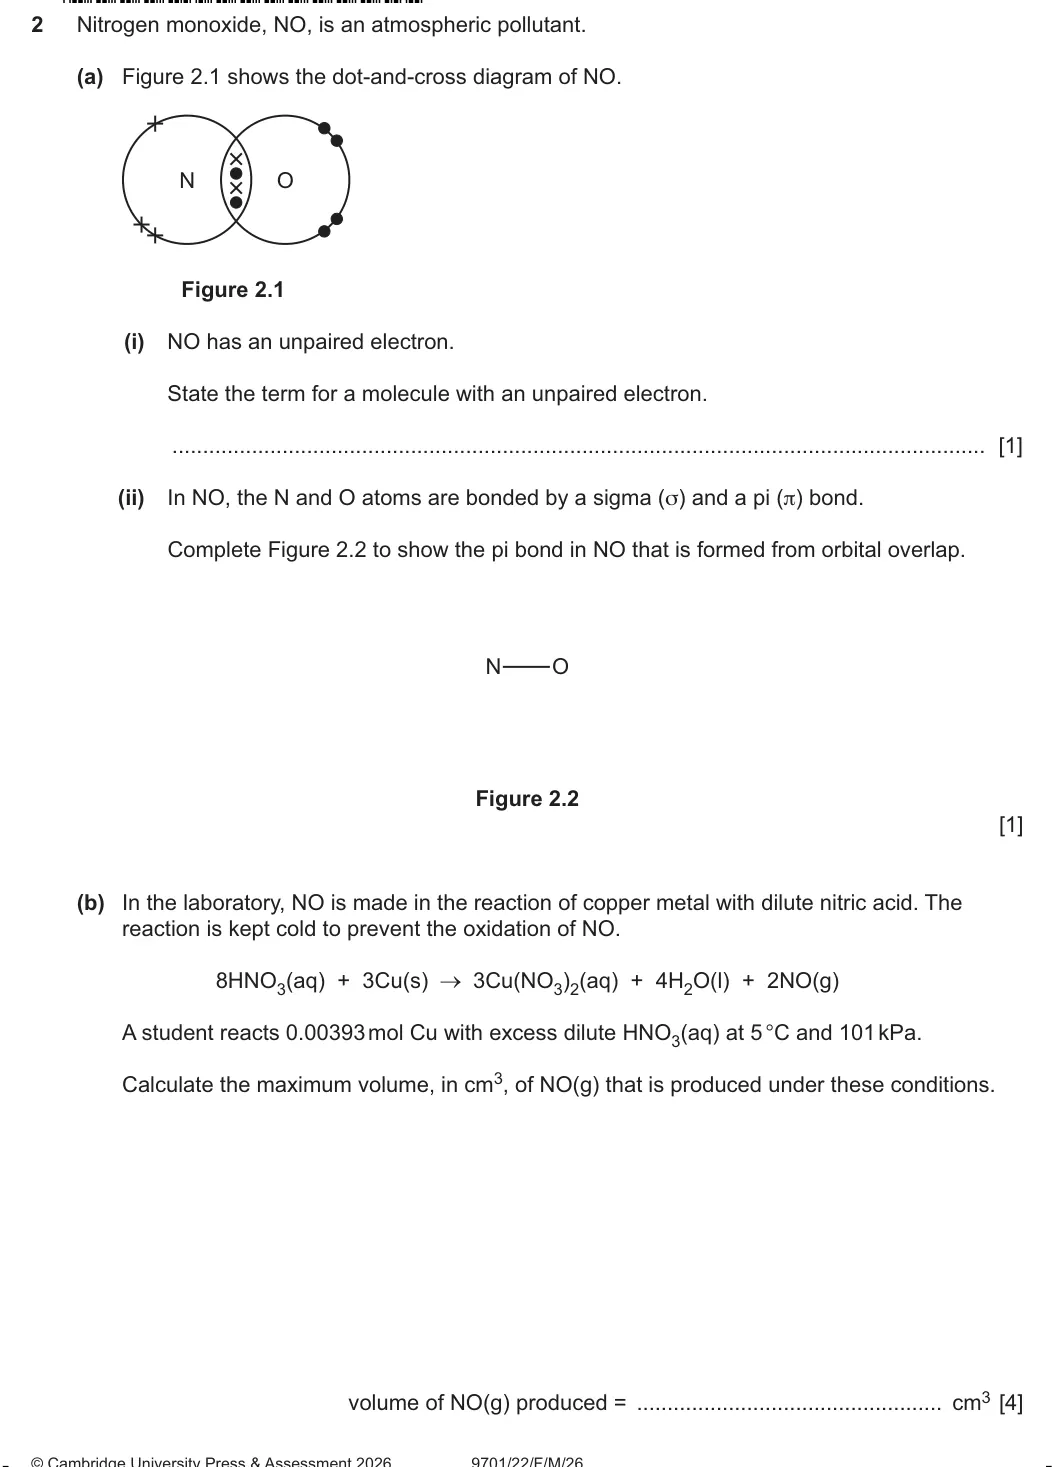 2 Nitrogen monoxide, NO, is an atmospheric pollutant.
(a) Figure 2.1 shows the dot-and-cross diagram of NO.
N O
Figure 2.1
(i) NO has an unpaired electron.
State the term for a molecule with an unpaired electron.
...................................................................................................................................... [1]
(ii) In NO, the N and O atoms are bonded by a sigma (σ) and a pi (π) bond.
Complete Figure 2.2 to show the pi bond in NO that is formed from orbital overlap.
N—O
Figure 2.2
[1]
(b) In the laboratory, NO is made in the reaction of copper metal with dilute nitric acid. The
reaction is kept cold to prevent the oxidation of NO.
8HNO₃(aq) + 3Cu(s) → 3Cu(NO₃)₂(aq) + 4H₂O(l) + 2NO(g)
A student reacts 0.00393 mol Cu with excess dilute HNO₃(aq) at 5 °C and 101 kPa.
Calculate the maximum volume, in cm³, of NO(g) that is produced under these conditions.
volume of NO(g) produced = .................................................. cm³ [4]
© Cambridge University Press & Assessment 2026 9701/22/F/M/26